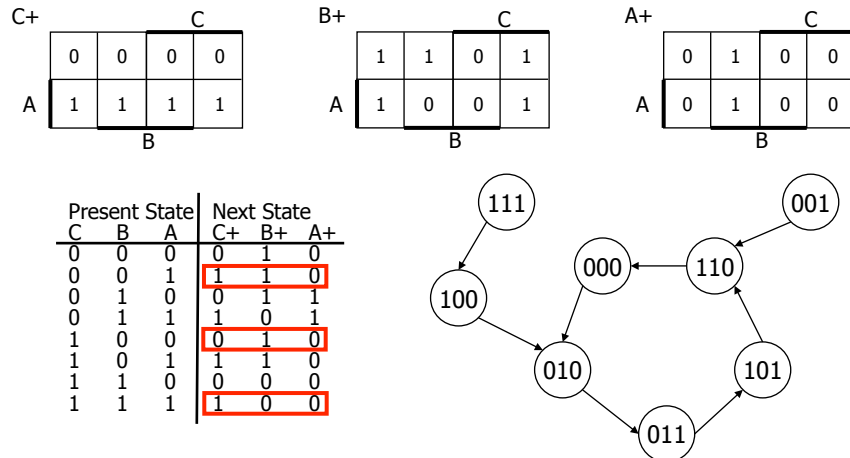 C+ C B+ C A+ C
0 0 0 0 1 1 0 1 0 1 0 0
A 1 1 1 1 A 1 0 0 1 A 0 1 0 0
B B B
Present State Next State
C B A C+ B+ A+
0 0 0 0 1 0
0 0 1 1 1 0
0 1 0 0 1 1
0 1 1 1 0 1
1 0 0 0 1 0
1 0 1 1 1 0
1 1 0 0 0 0
1 1 1 1 0 0
111 001
000 110
100
010 101
011